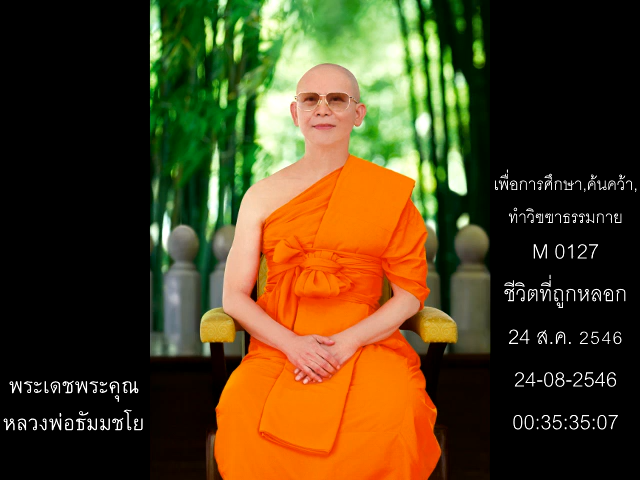 พระเดชพระคุณ
หลวงพ่อธัมมชโย
เพื่อการศึกษา,ค้นคว้า,
ทำวิฃฃาธรรมกาย
M 0127
ชีวิตที่ถูกหลอก
24 ส.ค. 2546
24-08-2546
00:35:35:07